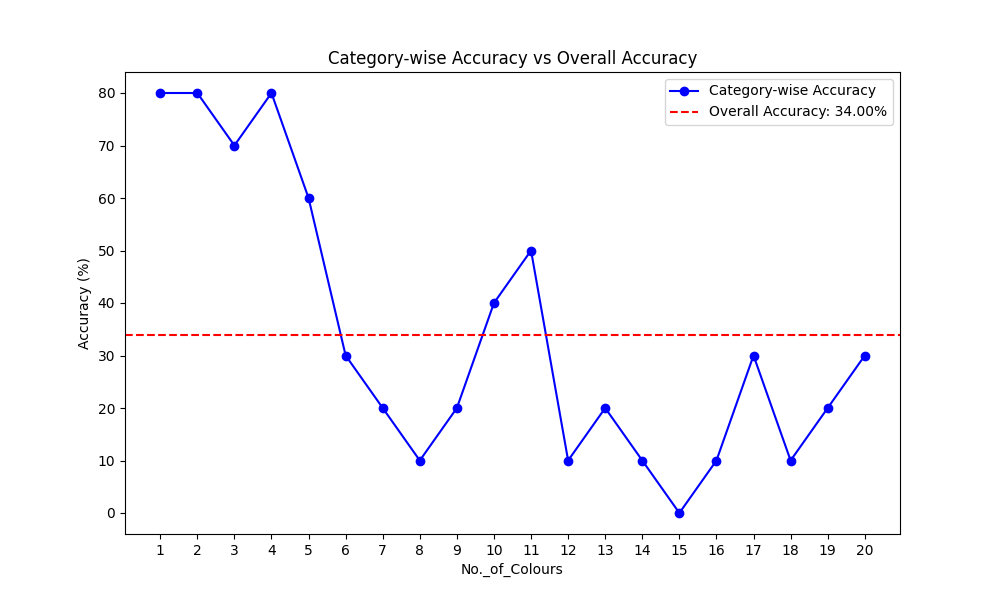 Category-wise Accuracy vs Overall Accuracy
Category-wise Accuracy
Overall Accuracy: 34.00%
Accuracy (%)
80
70
60
50
40
30
20
10
0
1 2 3 4 5 6 7 8 9 10 11 12 13 14 15 16 17 18 19 20
No._of_Colours